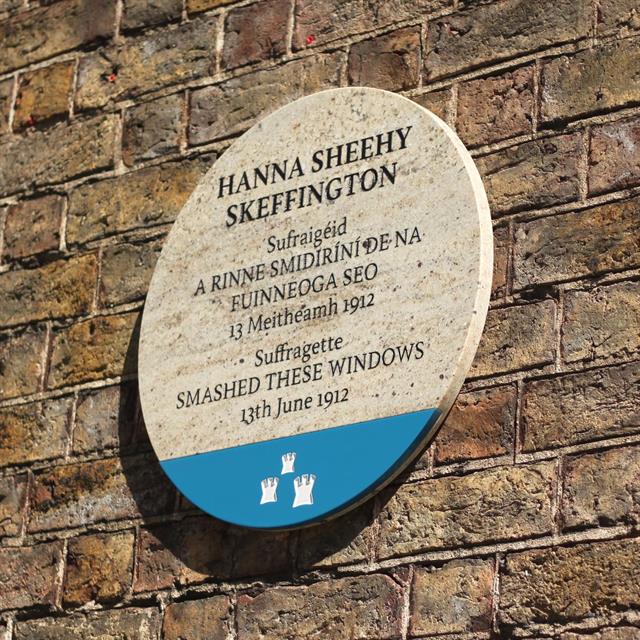 HANNA SHEEHY
SKEFFINGTON
Sufraigéid
A RINNE SMIDIRÍNÍ DE NA
FUINNEOGA SEO
13 Meitheamh 1912
Suffragette
SMASHED THESE WINDOWS
13th June 1912